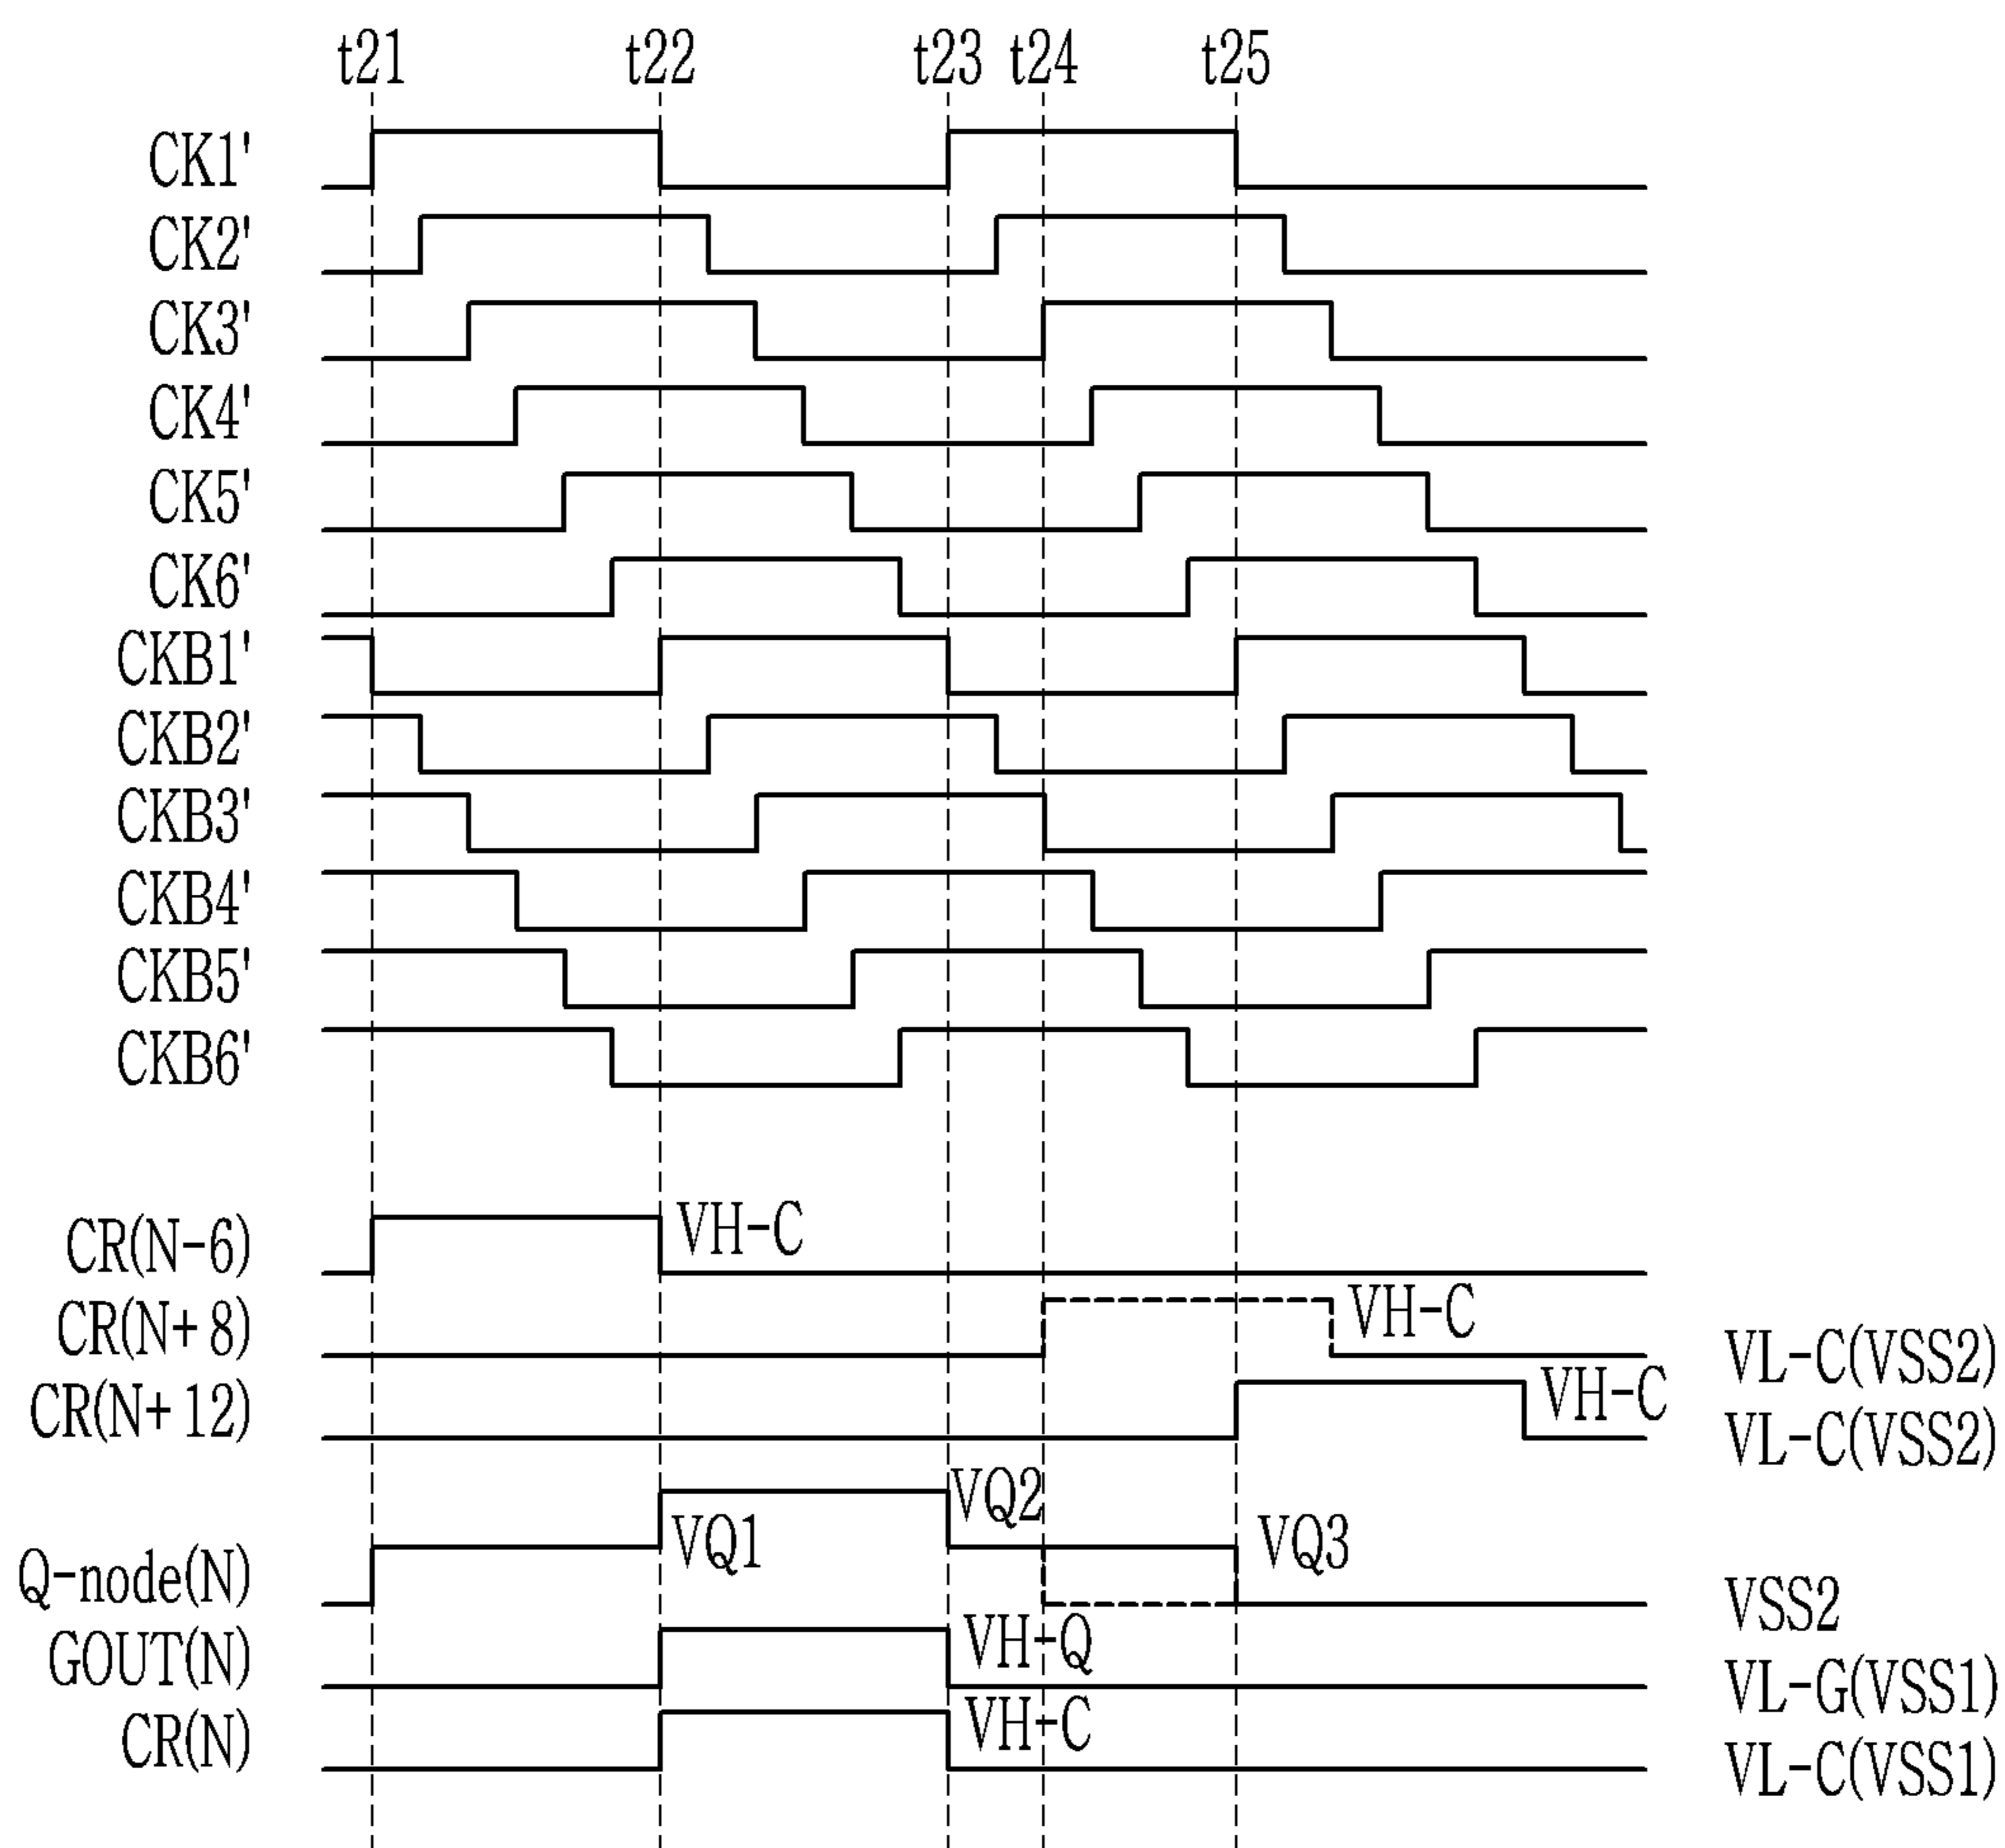 t21 t22 t23 t24 t25
CK1'
CK2'
CK3'
CK4'
CK5'
CK6'
CKB1'
CKB2'
CKB3'
CKB4'
CKB5'
CKB6'
CR(N-6) VH-C
CR(N+8) VH-C VL-C(VSS2)
CR(N+12) VH-C VL-C(VSS2)
Q-node(N) VQ1 VQ2 VQ3 VSS2
GOUT(N) VH-Q VL-G(VSS1)
CR(N) VH-C VL-C(VSS1)